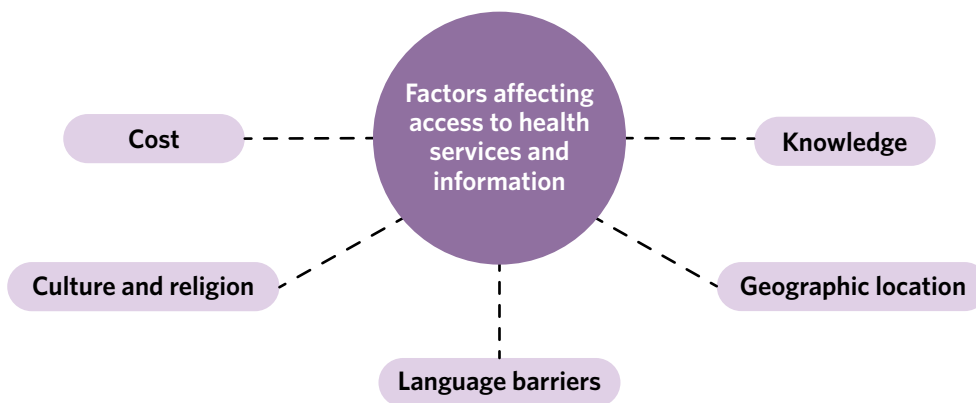 Factors affecting
access to health
services and
information
Cost
Knowledge
Culture and religion
Geographic location
Language barriers